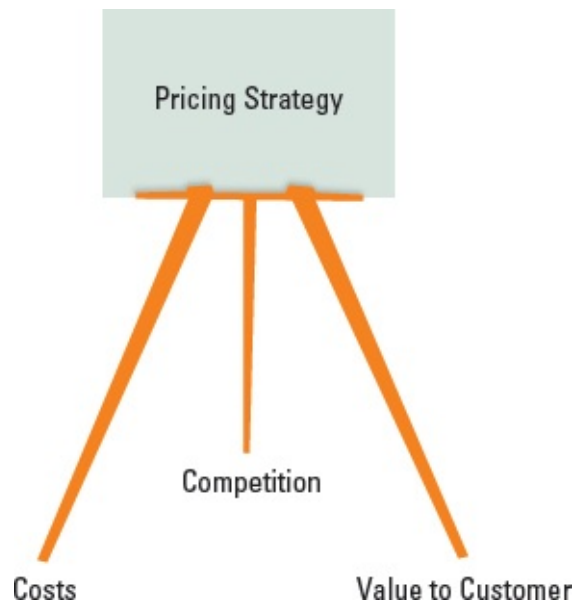 Pricing Strategy
Competition
Costs
Value to Customer